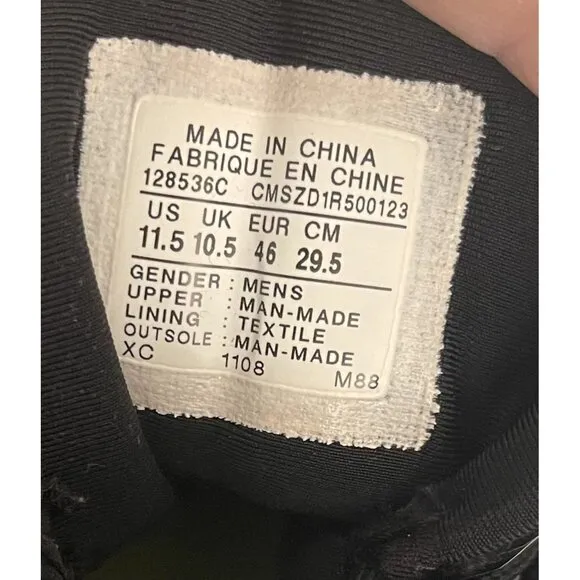 MADE IN CHINA
FABRIQUE EN CHINE
128536C CMSZD1R500123
US UK EUR CM
11.5 10.5 46 29.5
GENDER : MENS
UPPER : MAN-MADE
LINING : TEXTILE
OUTSOLE : MAN-MADE
XC 1108 M88